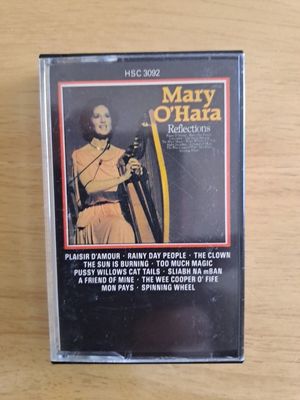 HSC 3092
Mary
O'Hara
Reflections
PLAISIR D'AMOUR · RAINY DAY PEOPLE · THE CLOWN
THE SUN IS BURNING · TOO MUCH MAGIC
PUSSY WILLOWS CAT TAILS · SLIABH NA mBAN
A FRIEND OF MINE · THE WEE COOPER O' FIFE
MON PAYS · SPINNING WHEEL